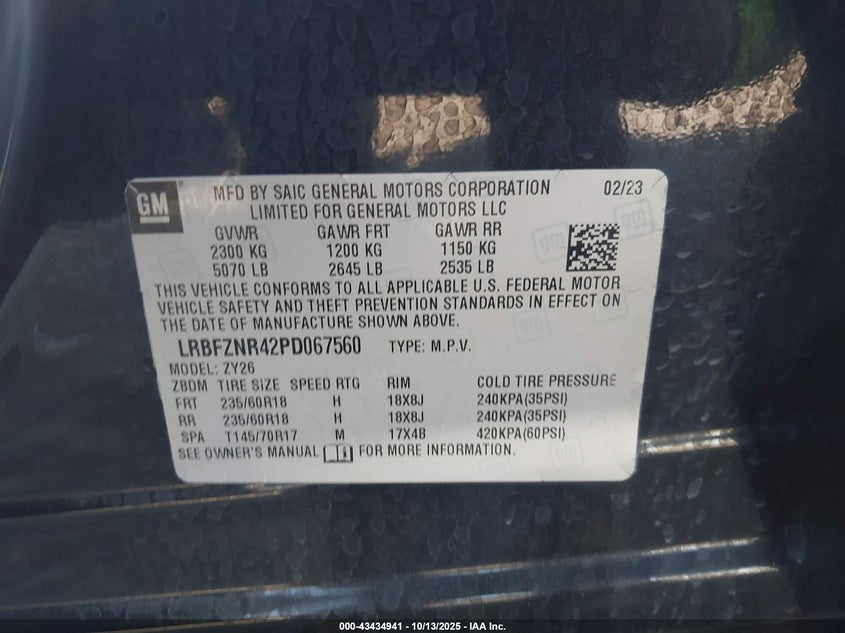 GM
MFD BY SAIC GENERAL MOTORS CORPORATION 02/23
LIMITED FOR GENERAL MOTORS LLC
GVWR GAWR FRT GAWR RR
2300 KG 1200 KG 1150 KG
5070 LB 2645 LB 2535 LB
THIS VEHICLE CONFORMS TO ALL APPLICABLE U.S. FEDERAL MOTOR
VEHICLE SAFETY AND THEFT PREVENTION STANDARDS IN EFFECT ON
THE DATE OF MANUFACTURE SHOWN ABOVE.
LRBFZNR42PD067560 TYPE: M.P.V.
MODEL: ZY26
ZBDM TIRE SIZE SPEED RTG RIM COLD TIRE PRESSURE
FRT 235/60R18 H 18X8J 240KPA(35PSI)
RR 235/60R18 H 18X8J 240KPA(35PSI)
SPA T145/70R17 M 17X4B 420KPA(60PSI)
SEE OWNER'S MANUAL FOR MORE INFORMATION.
000-43434941 - 10/13/2025 - IAA Inc.